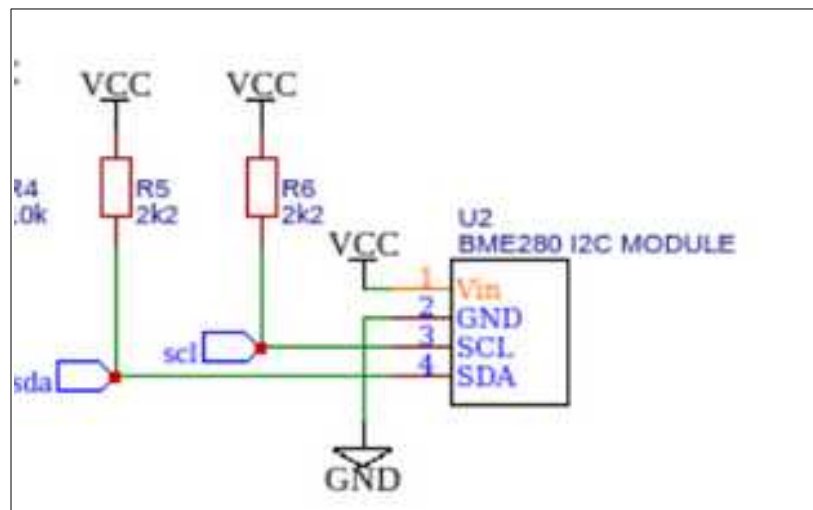 VCC
VCC
R4
R5
R6
2k2
2k2
U2
BME280 I2C MODULE
VCC
1
Vin
2
GND
scl
3
SCL
sda
4
SDA
GND